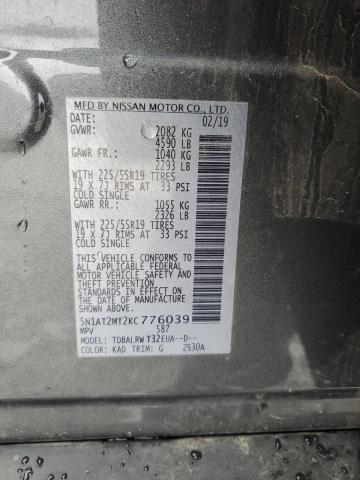 MFD BY NISSAN MOTOR CO., LTD.
DATE: 02/19
GVWR: 2082 KG
4590 LB
GAWR FR.: 1040 KG
2293 LB
WITH 225/55R19 TIRES
19 X 7J RIMS AT 33 PSI
COLD SINGLE
GAWR RR.: 1055 KG
2326 LB
WITH 225/55R19 TIRES
19 X 7J RIMS AT 33 PSI
COLD SINGLE
THIS VEHICLE CONFORMS TO ALL
APPLICABLE U.S. FEDERAL
MOTOR VEHICLE SAFETY AND
THEFT PREVENTION
STANDARDS IN EFFECT ON THE
DATE OF MANUFACTURE
SHOWN ABOVE.
5N1AT2MT2KC776039
MPV 587
MODEL: TDBALRWT32EUA--D--
COLOR: KAD TRIM: G 2S30A